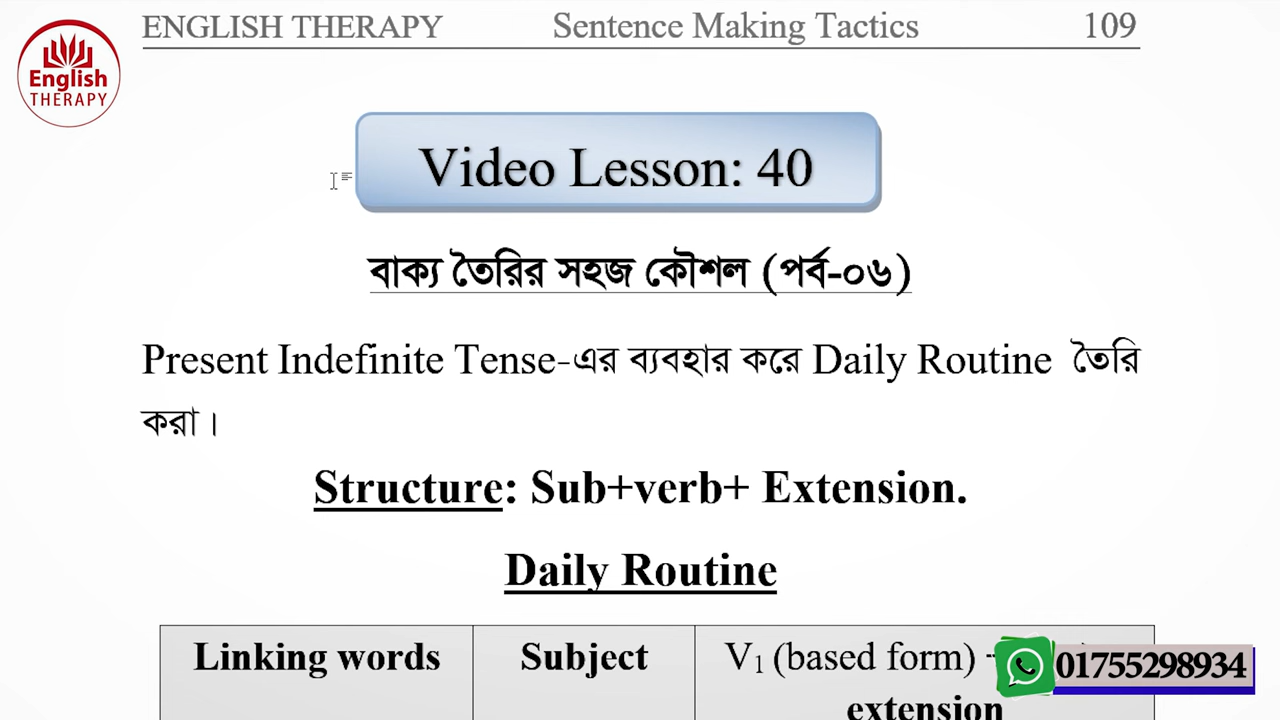 ENGLISH THERAPY Sentence Making Tactics 109
English
THERAPY
Video Lesson: 40
বাক্য তৈরির সহজ কৌশল (পর্ব-০৬)
Present Indefinite Tense-এর ব্যবহার করে Daily Routine তৈরি
করা।
Structure: Sub+verb+ Extension.
Daily Routine
Linking words Subject V1 (based form)
01755298934
extension